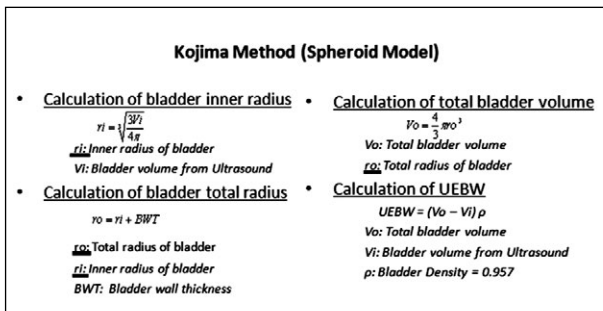 Kojima Method (Spheroid Model)
• Calculation of bladder inner radius
ri = ∛(3Vi/4π)
ri: Inner radius of bladder
Vi: Bladder volume from Ultrasound
• Calculation of bladder total radius
ro = ri + BWT
ro: Total radius of bladder
ri: Inner radius of bladder
BWT: Bladder wall thickness
• Calculation of total bladder volume
Vo = 4/3 πro³
Vo: Total bladder volume
ro: Total radius of bladder
• Calculation of UEBW
UEBW = (Vo – Vi) ρ
Vo: Total bladder volume
Vi: Bladder volume from Ultrasound
ρ: Bladder Density = 0.957